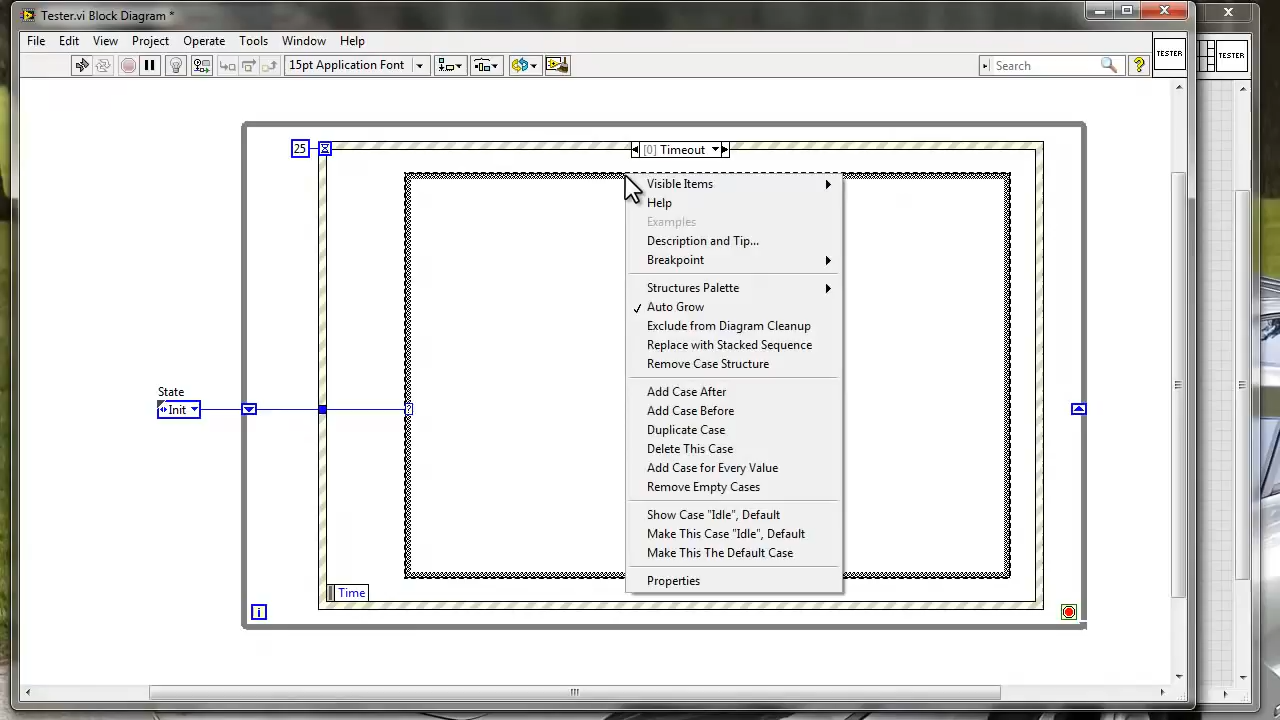 Tester.vi Block Diagram *
File Edit View Project Operate Tools Window Help
15pt Application Font
Search
?
TESTER
TESTER
25
[0] Timeout
Visible Items
Help
Examples
Description and Tip...
Breakpoint
Structures Palette
✓ Auto Grow
Exclude from Diagram Cleanup
Replace with Stacked Sequence
Remove Case Structure
State
Init
?
Add Case After
Add Case Before
Duplicate Case
Delete This Case
Add Case for Every Value
Remove Empty Cases
Show Case "Idle", Default
Make This Case "Idle", Default
Make This The Default Case
Properties
Time
i